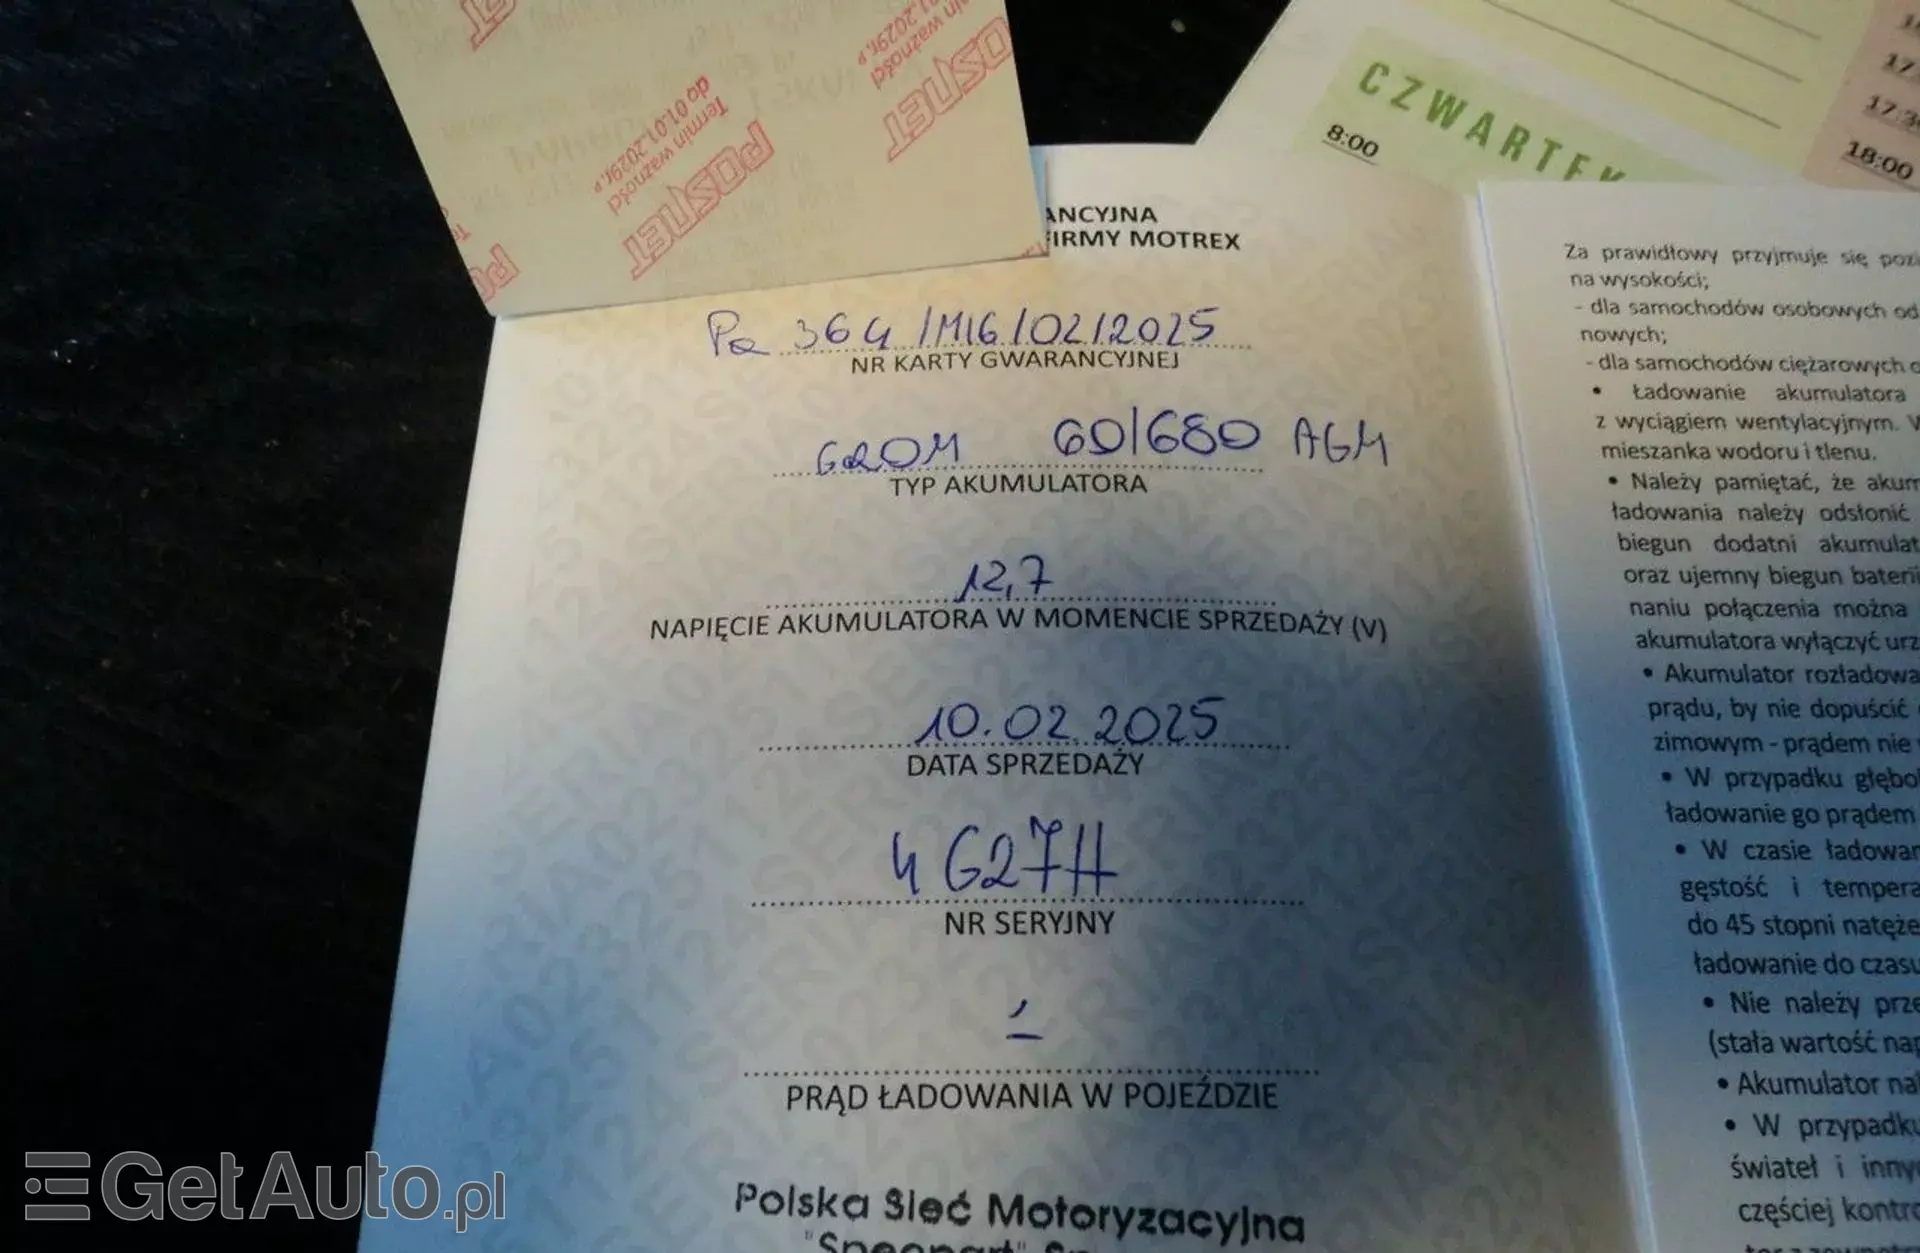 POSNET
Termin ważności
do 01.01.2029r.
POSNET
CZWARTEK
8:00
17:30
18:00
ANCYJNA
FIRMY MOTREX
Pa 364/M16/02/2025
NR KARTY GWARANCYJNEJ
GROM 60/680 AGM
TYP AKUMULATORA
12,7
NAPIĘCIE AKUMULATORA W MOMENCIE SPRZEDAŻY (V)
10.02.2025
DATA SPRZEDAŻY
4G27H
NR SERYJNY
PRĄD ŁADOWANIA W POJEŹDZIE
Polska Sieć Motoryzacyjna
Za prawidłowy przyjmuje się
na wysokości;
- dla samochodów osobowych od
nowych;
- dla samochodów ciężarowych
• Ładowanie akumulatora
z wyciągiem wentylacyjnym.
mieszanka wodoru i tlenu.
• Należy pamiętać, że akum
ładowania należy odsłonić
biegun dodatni akumulat
oraz ujemny biegun baterii
naniu połączenia można
akumulatora wyłączyć urz
• Akumulator rozładowa
prądu, by nie dopuścić
zimowym - prądem nie
• W przypadku głębo
ładowanie go prądem
• W czasie ładowan
gęstość i tempera
do 45 stopni natęże
ładowanie do czasu
• Nie należy prze
(stała wartość nap
• Akumulator na
• W przypadku
świateł i innyc
częściej kontro
GetAuto.pl